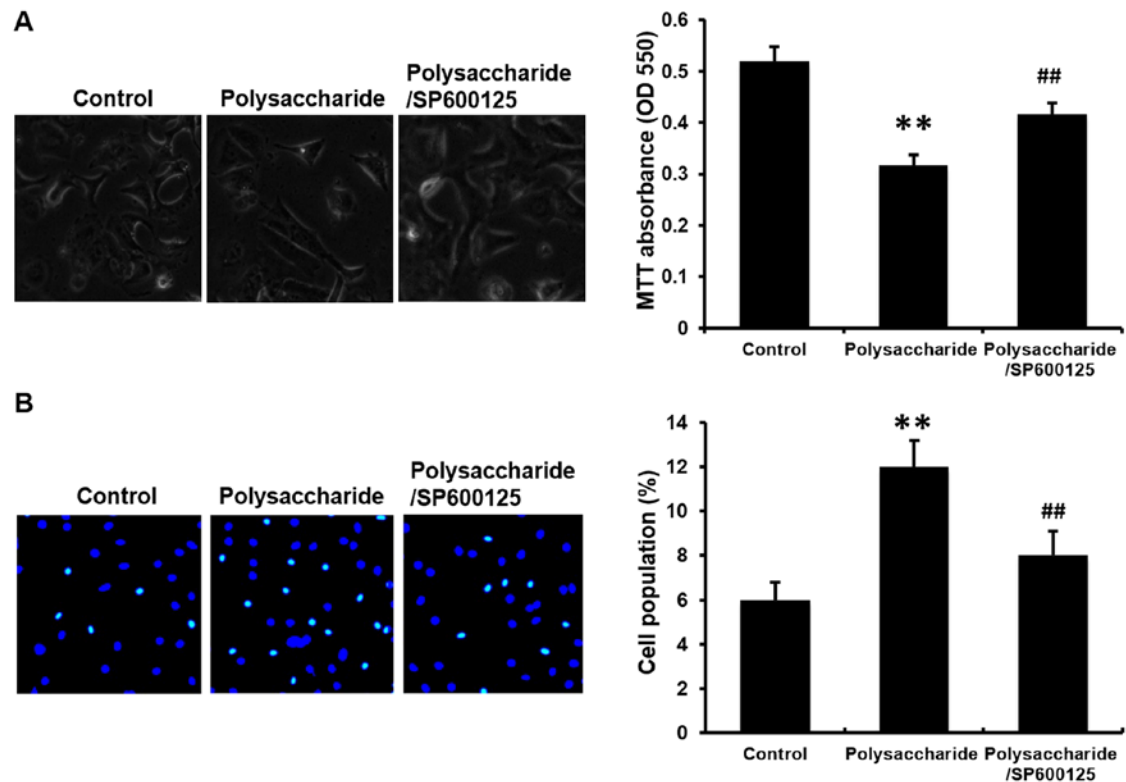 A
Control
Polysaccharide
Polysaccharide
/SP600125
MTT absorbance (OD 550)
0.6
0.5
0.4
0.3
0.2
0.1
0
**
##
Control
Polysaccharide
Polysaccharide
/SP600125
B
Control
Polysaccharide
Polysaccharide
/SP600125
Cell population (%)
14
12
10
8
6
4
2
0
**
##
Control
Polysaccharide
Polysaccharide
/SP600125